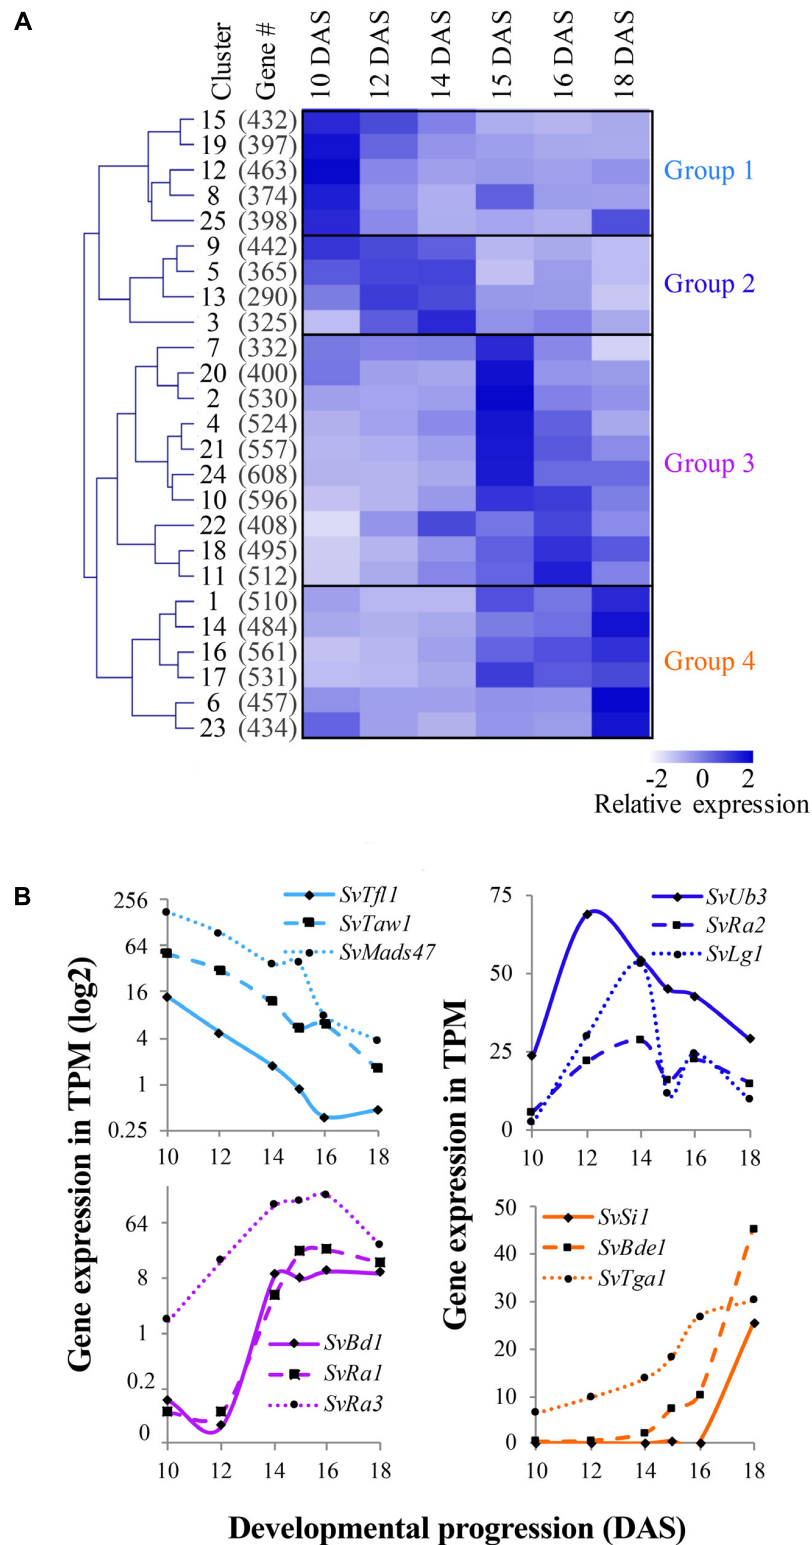 A
Cluster Gene # 10 DAS 12 DAS 14 DAS 15 DAS 16 DAS 18 DAS
15 (432)
19 (397)
12 (463)
8 (374)
25 (398)
Group 1
9 (442)
5 (365)
13 (290)
3 (325)
Group 2
7 (332)
20 (400)
2 (530)
4 (524)
21 (557)
24 (608)
10 (596)
22 (408)
18 (495)
11 (512)
Group 3
1 (510)
14 (484)
16 (561)
17 (531)
6 (457)
23 (434)
Group 4
-2 0 2
Relative expression
B
Gene expression in TPM (log2)
256
64
16
4
1
0.25
10 12 14 16 18
SvTfl1
SvTaw1
SvMads47
Gene expression in TPM
75
50
25
0
10 12 14 16 18
SvUb3
SvRa2
SvLg1
64
8
1
0.2
0
10 12 14 16 18
SvBd1
SvRa1
SvRa3
50
40
30
20
10
0
10 12 14 16 18
SvSi1
SvBde1
SvTga1
Developmental progression (DAS)